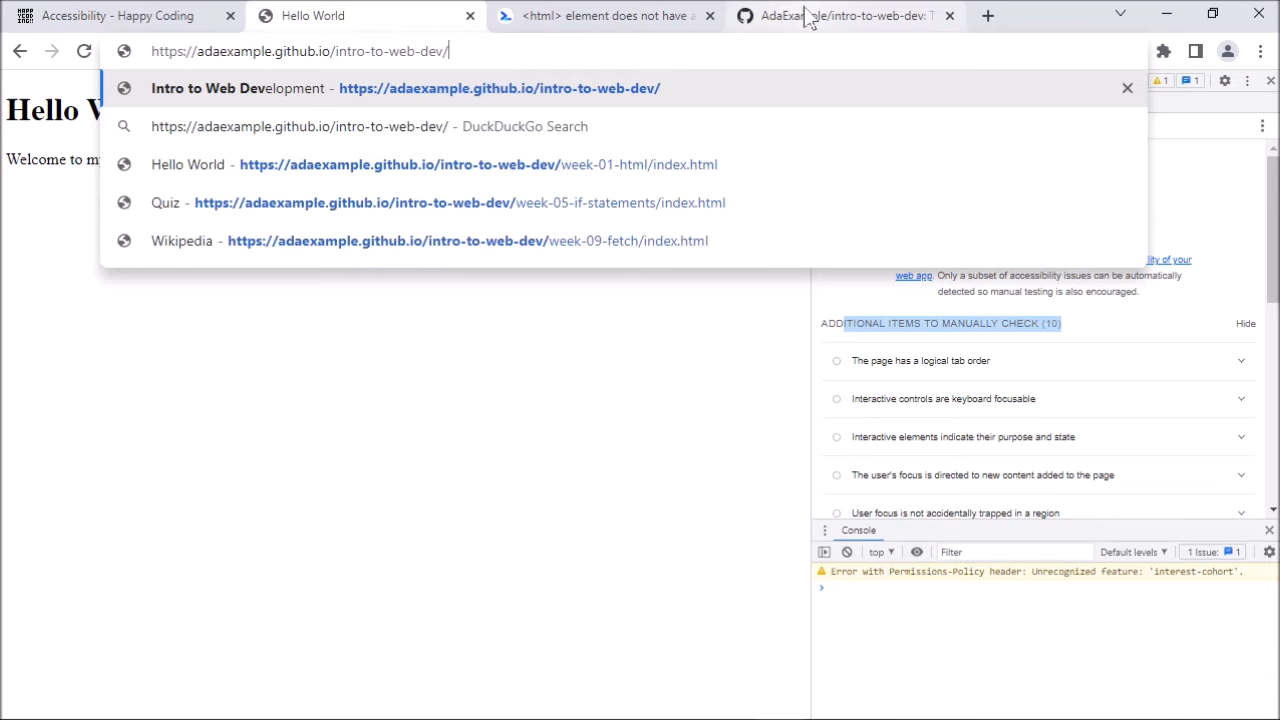 Accessibility - Happy Coding
Hello World
<html> element does not have a
AdaExample/intro-to-web-dev: T
https://adaexample.github.io/intro-to-web-dev/
Intro to Web Development - https://adaexample.github.io/intro-to-web-dev/
https://adaexample.github.io/intro-to-web-dev/ - DuckDuckGo Search
Hello World - https://adaexample.github.io/intro-to-web-dev/week-01-html/index.html
Quiz - https://adaexample.github.io/intro-to-web-dev/week-05-if-statements/index.html
Wikipedia - https://adaexample.github.io/intro-to-web-dev/week-09-fetch/index.html
Hello W
Welcome to my
1 1
ility of your
web app. Only a subset of accessibility issues can be automatically
detected so manual testing is also encouraged.
ADDITIONAL ITEMS TO MANUALLY CHECK (10) Hide
The page has a logical tab order
Interactive controls are keyboard focusable
Interactive elements indicate their purpose and state
The user's focus is directed to new content added to the page
User focus is not accidentally trapped in a region
Console
top Filter Default levels 1 Issue: 1
Error with Permissions-Policy header: Unrecognized feature: 'interest-cohort'.